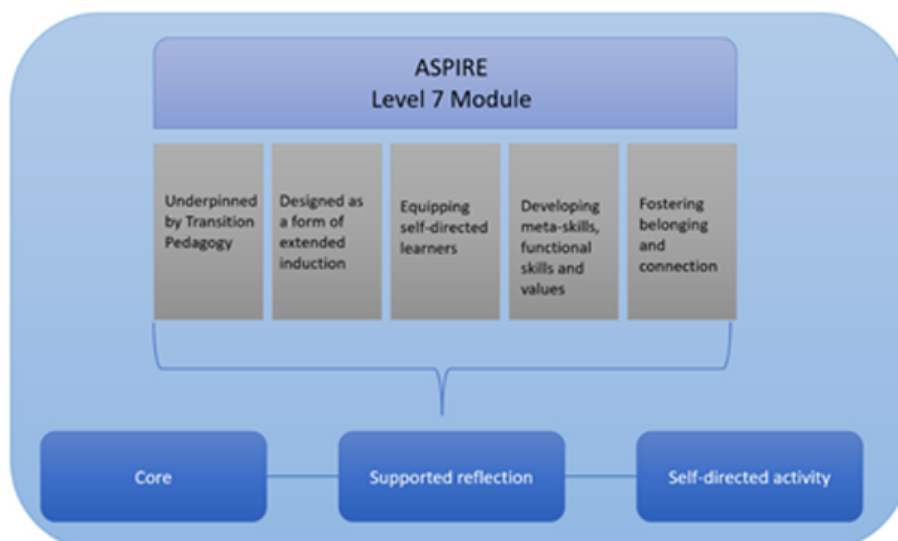 ASPIRE
Level 7 Module
Underpinned
by Transition
Pedagogy
Designed as
a form of
extended
induction
Equipping
self-directed
learners
Developing
meta-skills,
functional
skills and
values
Fostering
belonging
and
connection
Core
Supported reflection
Self-directed activity